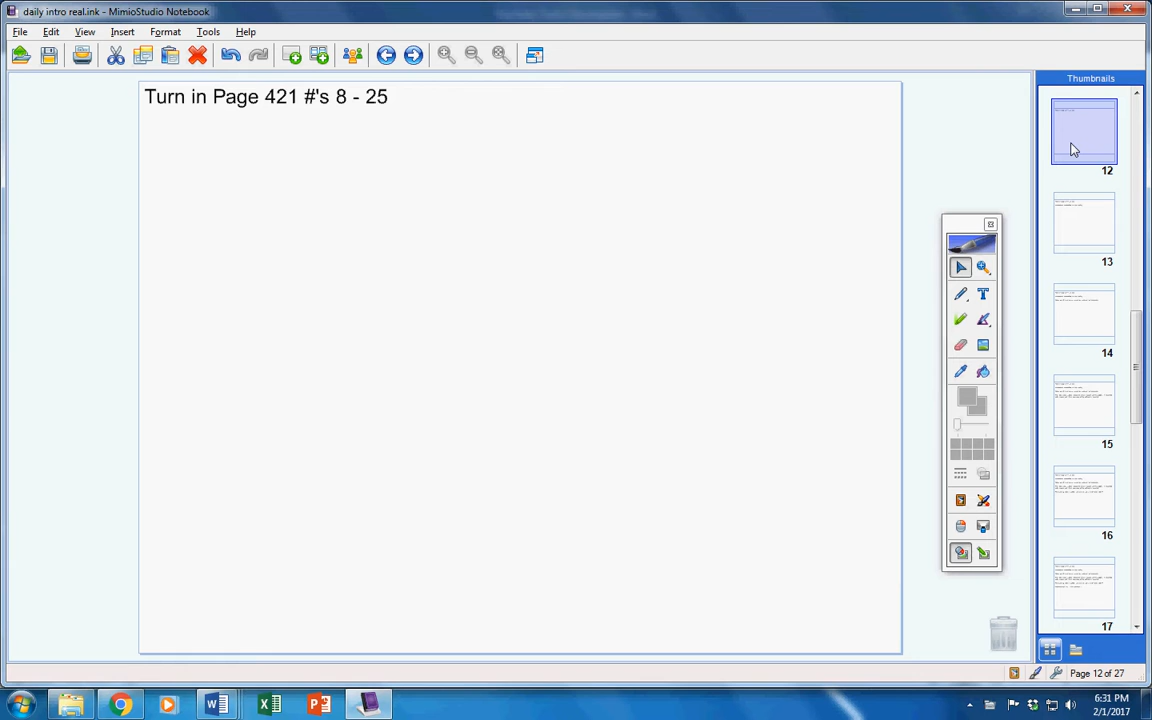 daily intro real.ink - MimioStudio Notebook
File Edit View Insert Format Tools Help
Thumbnails
Turn in Page 421 #'s 8 - 25
12
13
14
15
16
17
Page 12 of 27
6:31 PM
2/1/2017